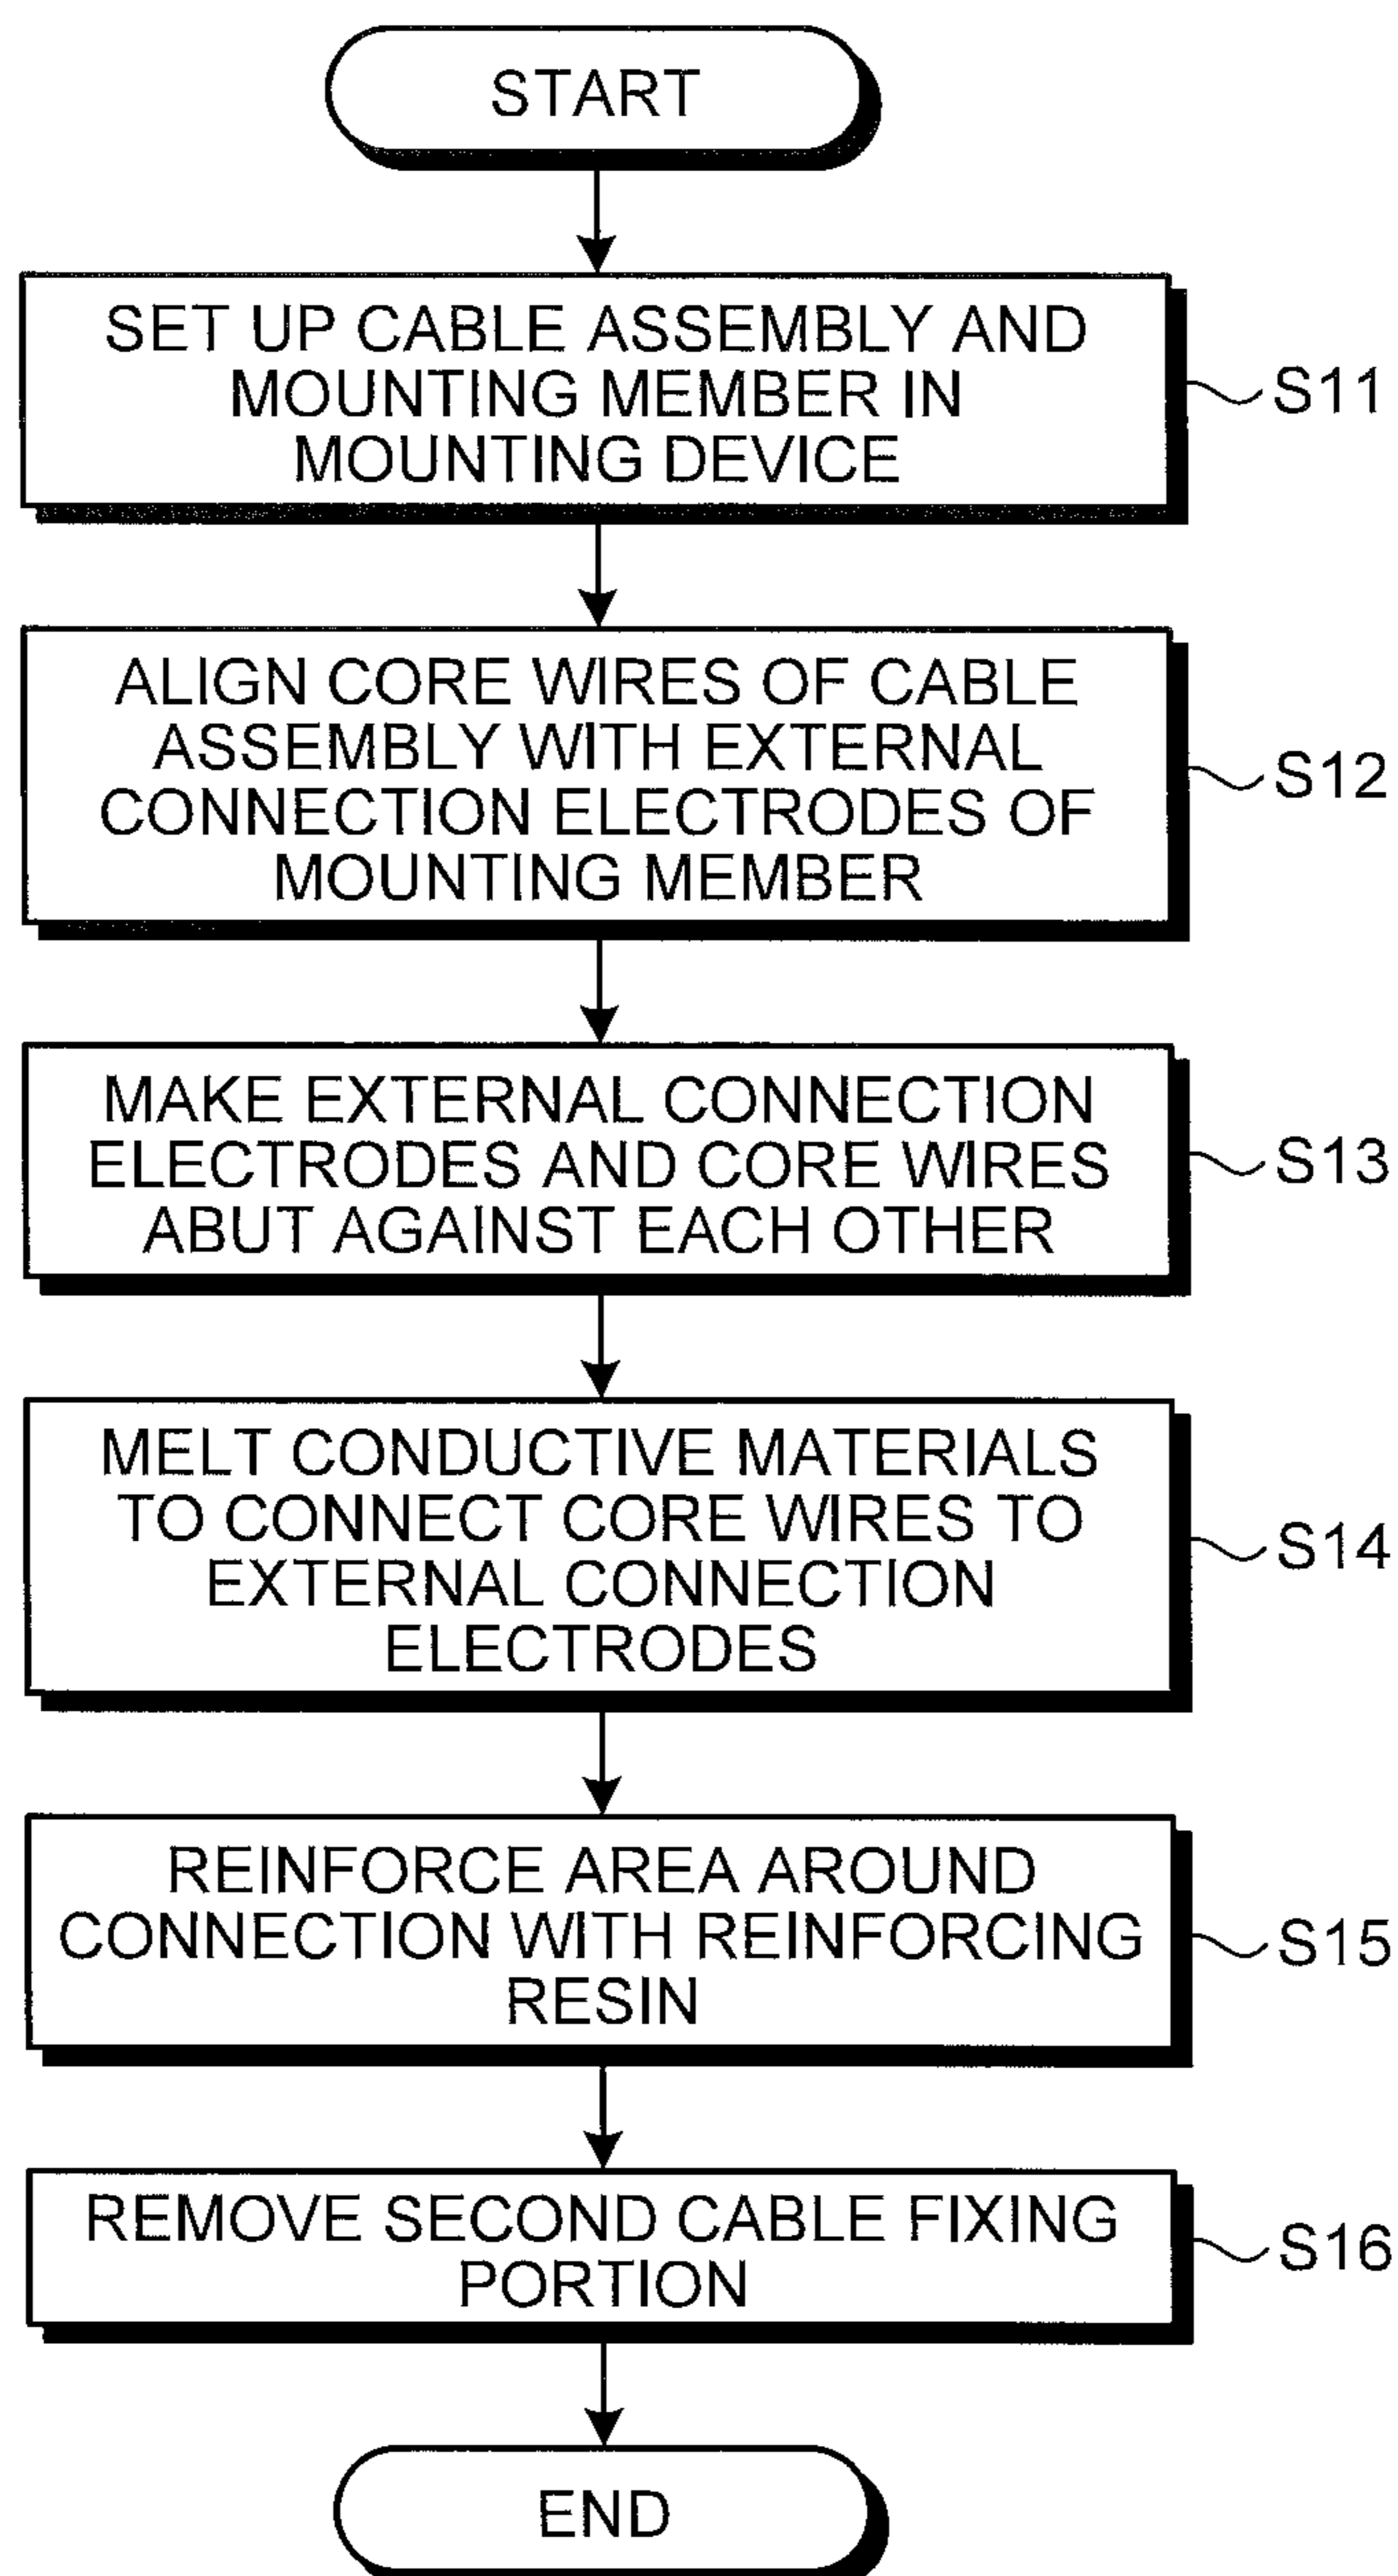 START
SET UP CABLE ASSEMBLY AND
MOUNTING MEMBER IN
MOUNTING DEVICE
S11
ALIGN CORE WIRES OF CABLE
ASSEMBLY WITH EXTERNAL
CONNECTION ELECTRODES OF
MOUNTING MEMBER
S12
MAKE EXTERNAL CONNECTION
ELECTRODES AND CORE WIRES
ABUT AGAINST EACH OTHER
S13
MELT CONDUCTIVE MATERIALS
TO CONNECT CORE WIRES TO
EXTERNAL CONNECTION
ELECTRODES
S14
REINFORCE AREA AROUND
CONNECTION WITH REINFORCING
RESIN
S15
REMOVE SECOND CABLE FIXING
PORTION
S16
END